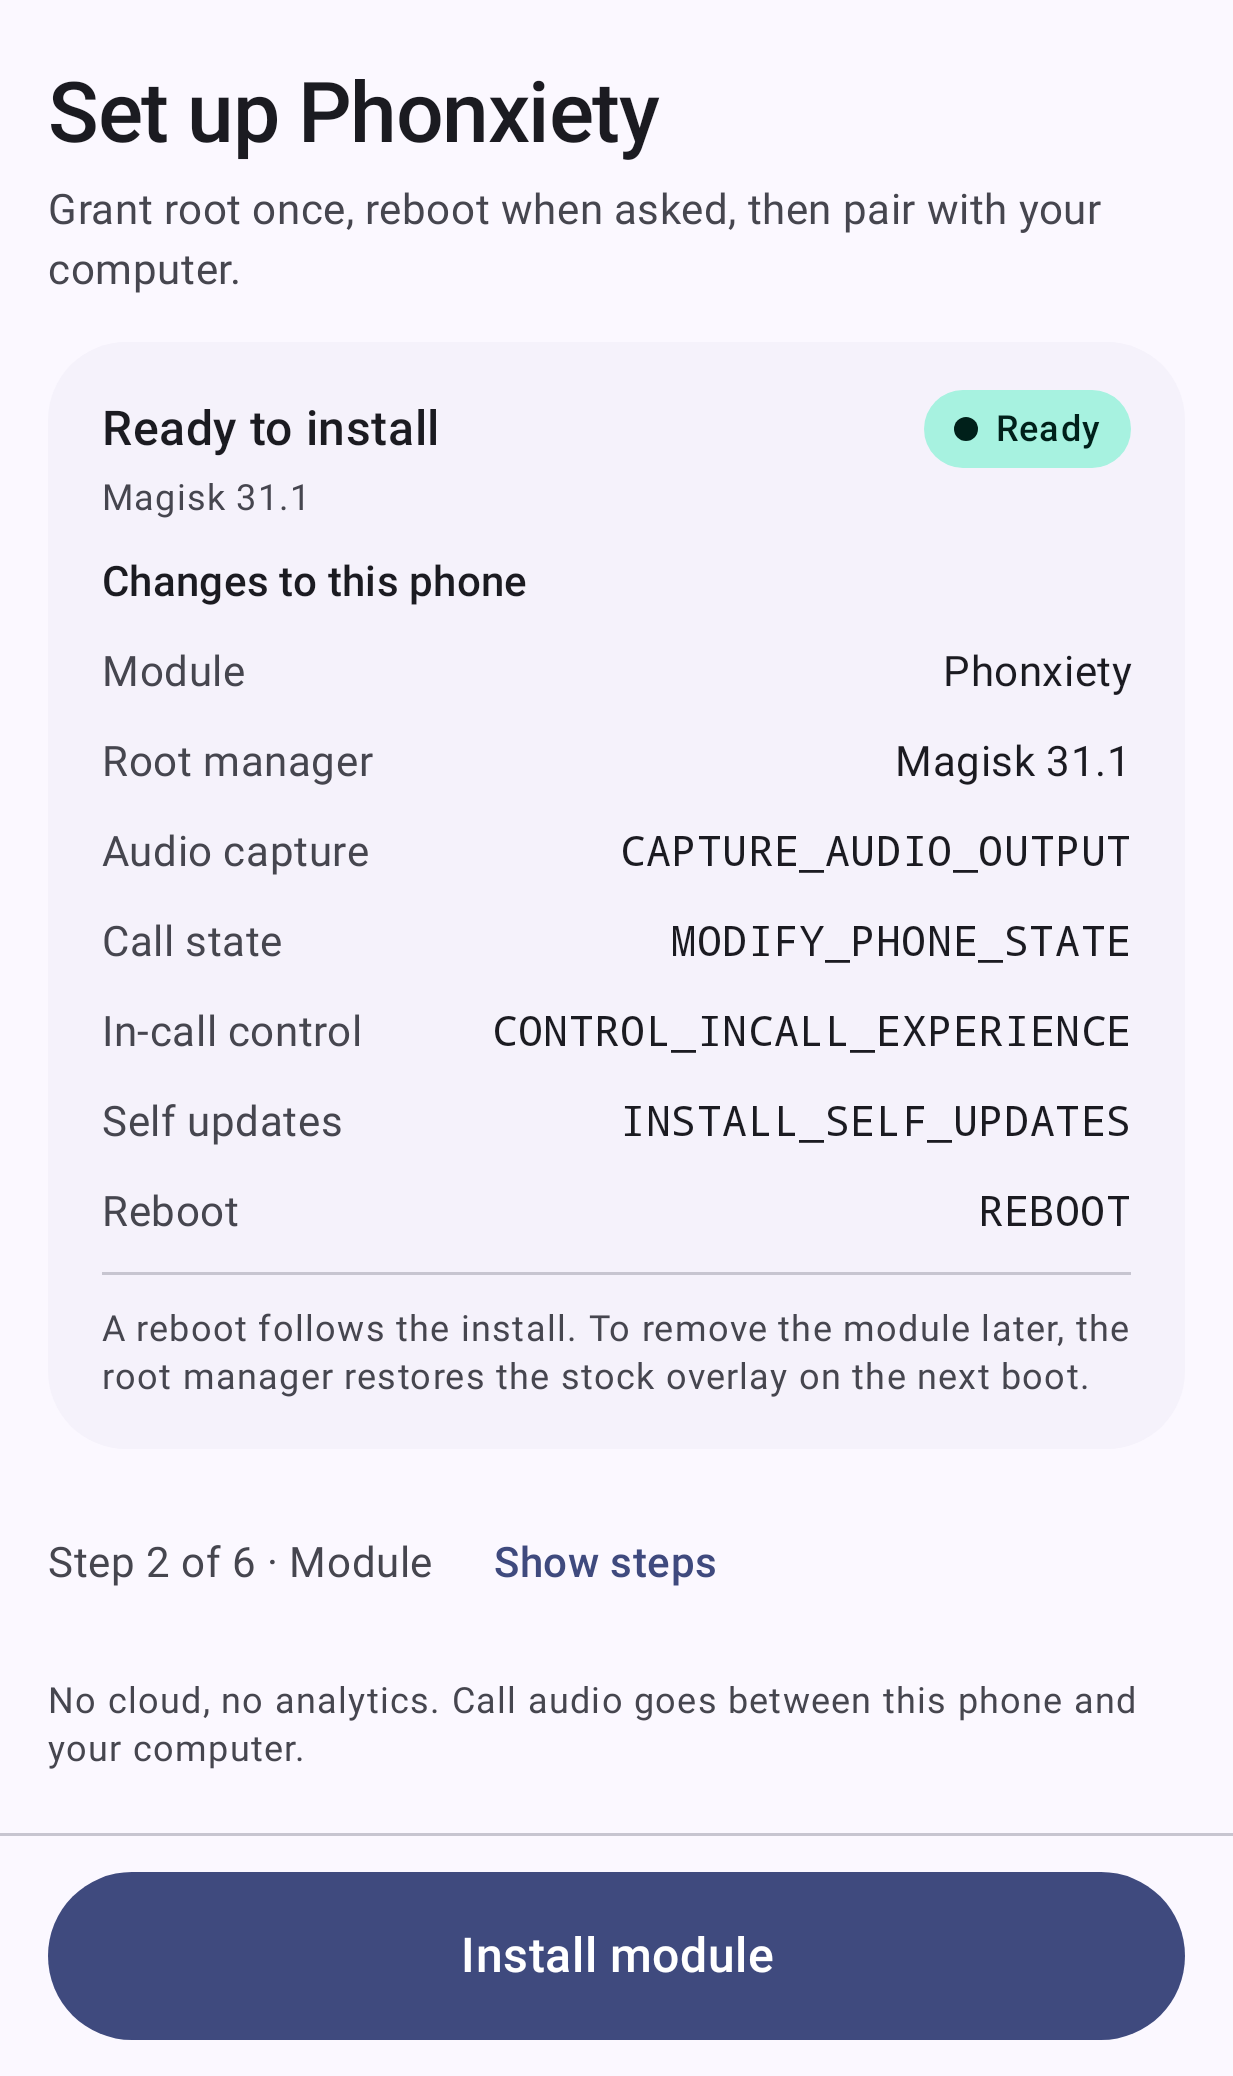 Set up Phonxiety
Grant root once, reboot when asked, then pair with your
computer.
Ready to install
Ready
Magisk 31.1
Changes to this phone
Module Phonxiety
Root manager Magisk 31.1
Audio capture CAPTURE_AUDIO_OUTPUT
Call state MODIFY_PHONE_STATE
In-call control CONTROL_INCALL_EXPERIENCE
Self updates INSTALL_SELF_UPDATES
Reboot REBOOT
A reboot follows the install. To remove the module later, the
root manager restores the stock overlay on the next boot.
Step 2 of 6 · Module Show steps
No cloud, no analytics. Call audio goes between this phone and
your computer.
Install module